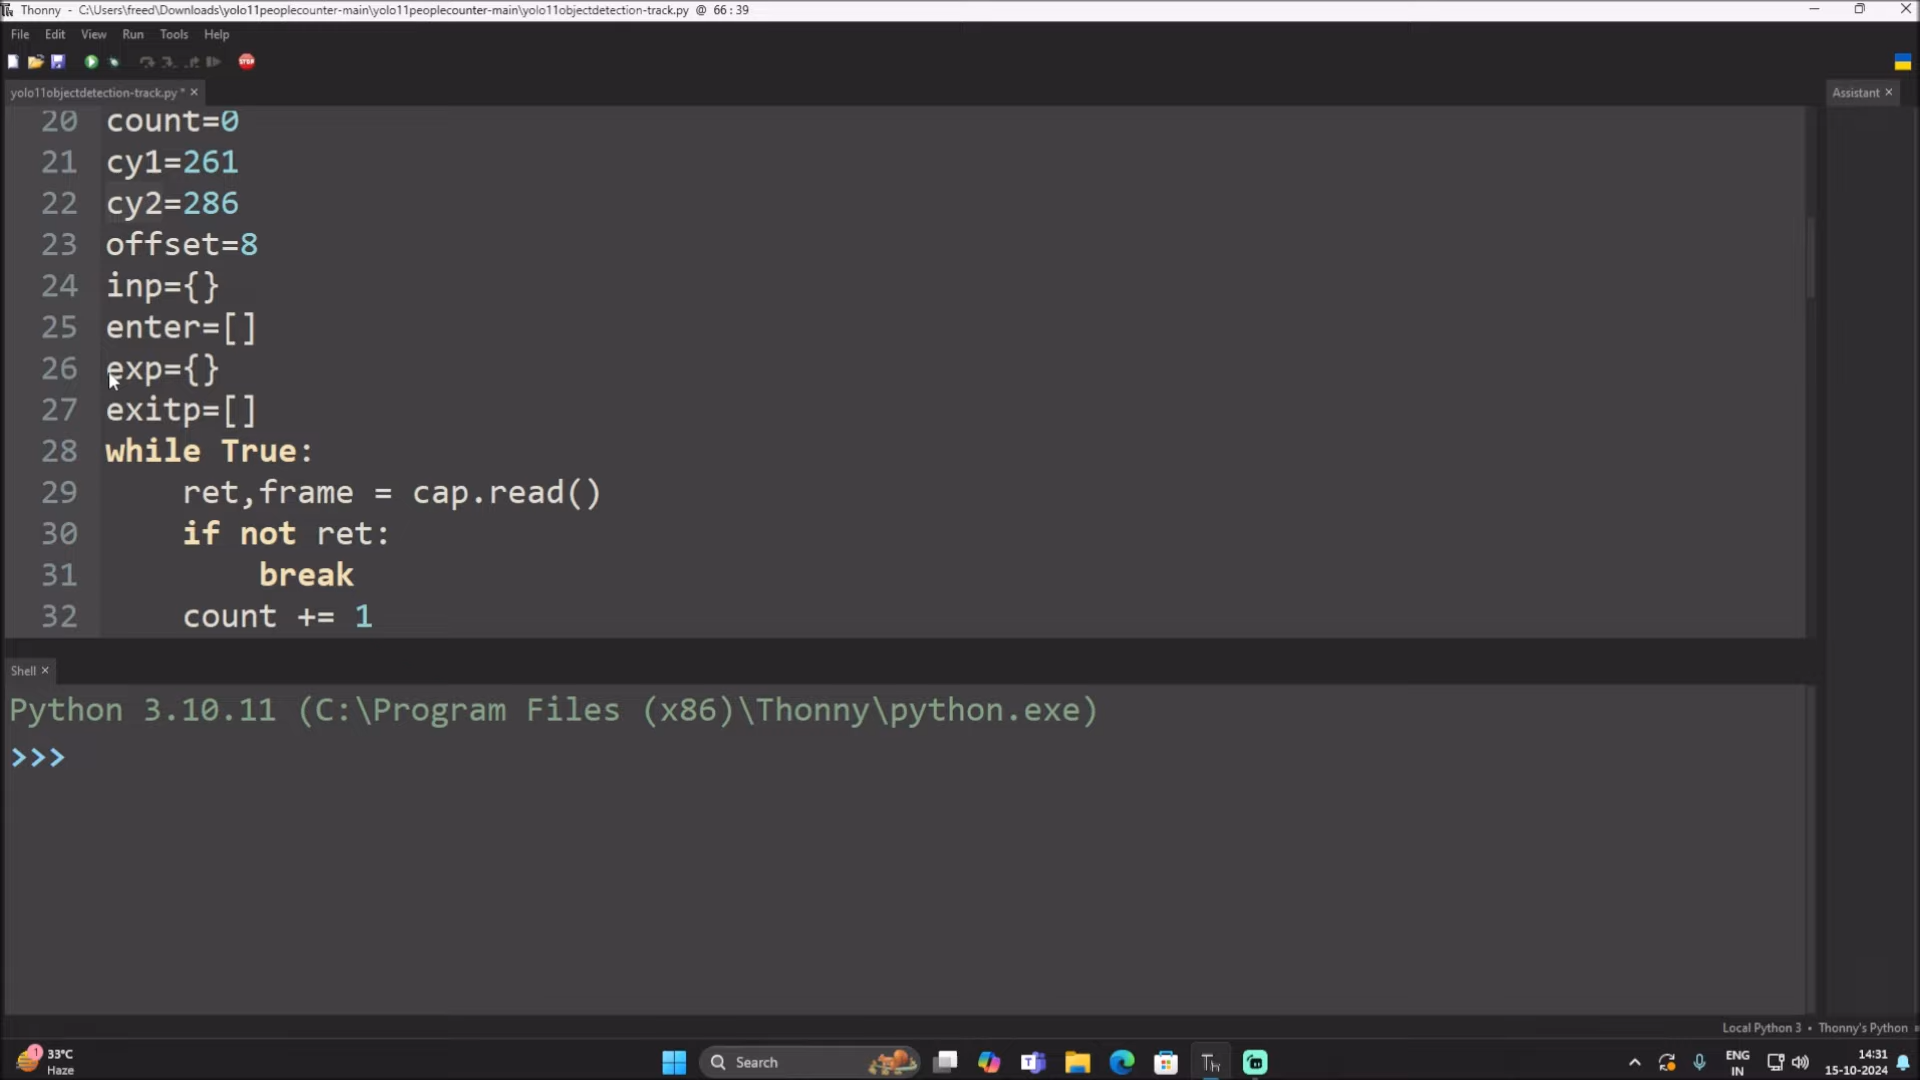 Thonny - C:\Users\freed\Downloads\yolo11peoplecounter-main\yolo11peoplecounter-main\yolo11objectdetection-track.py @ 66:39
File Edit View Run Tools Help
STOP
yolo11objectdetection-track.py * ×
Assistant ×
20 count=0
21 cy1=261
22 cy2=286
23 offset=8
24 inp={}
25 enter=[]
26 exp={}
27 exitp=[]
28 while True:
29     ret,frame = cap.read()
30     if not ret:
31         break
32     count += 1
Shell ×
Python 3.10.11 (C:\Program Files (x86)\Thonny\python.exe)
>>>
Local Python 3 • Thonny's Python
1
33°C
Haze
Search
Th
ENG
IN
14:31
15-10-2024